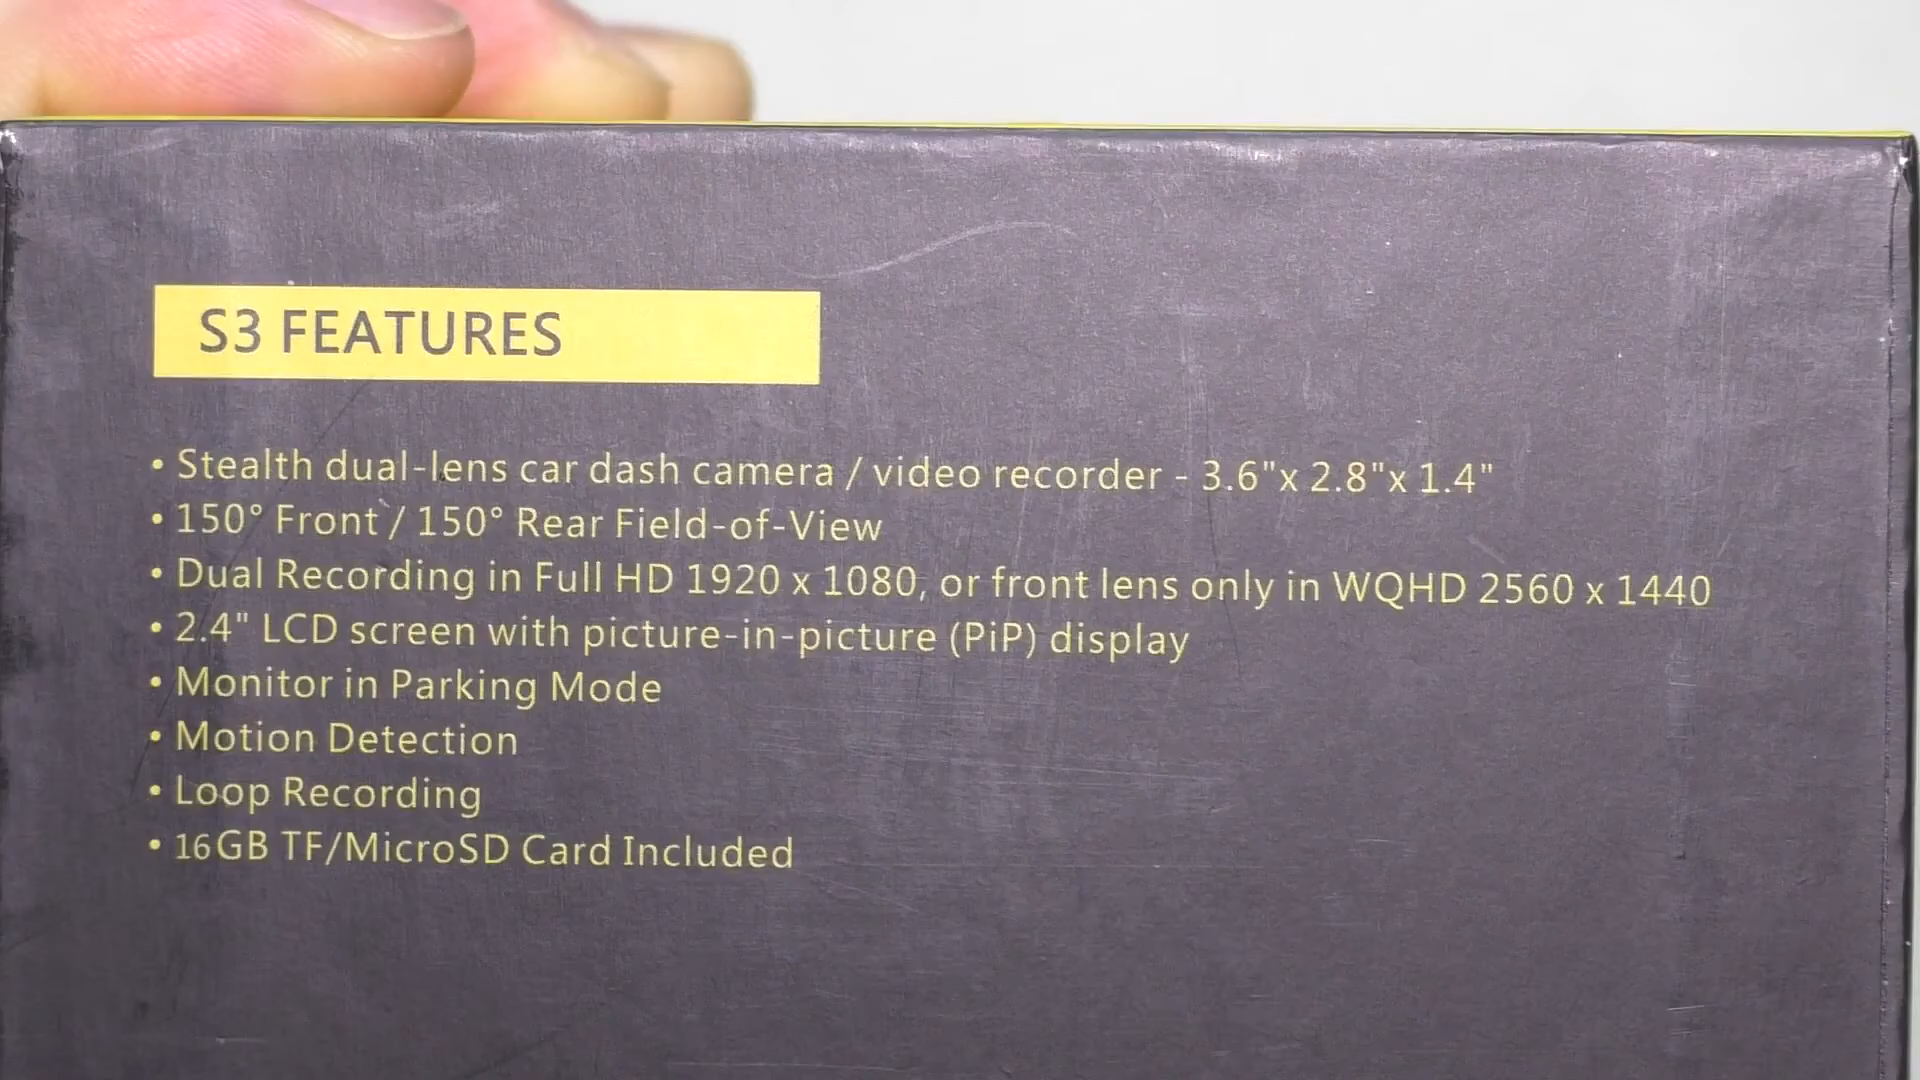 S3 FEATURES
• Stealth dual-lens car dash camera / video recorder - 3.6"x 2.8"x 1.4"
• 150° Front / 150° Rear Field-of-View
• Dual Recording in Full HD 1920 x 1080, or front lens only in WQHD 2560 x 1440
• 2.4" LCD screen with picture-in-picture (PiP) display
• Monitor in Parking Mode
• Motion Detection
• Loop Recording
• 16GB TF/MicroSD Card Included